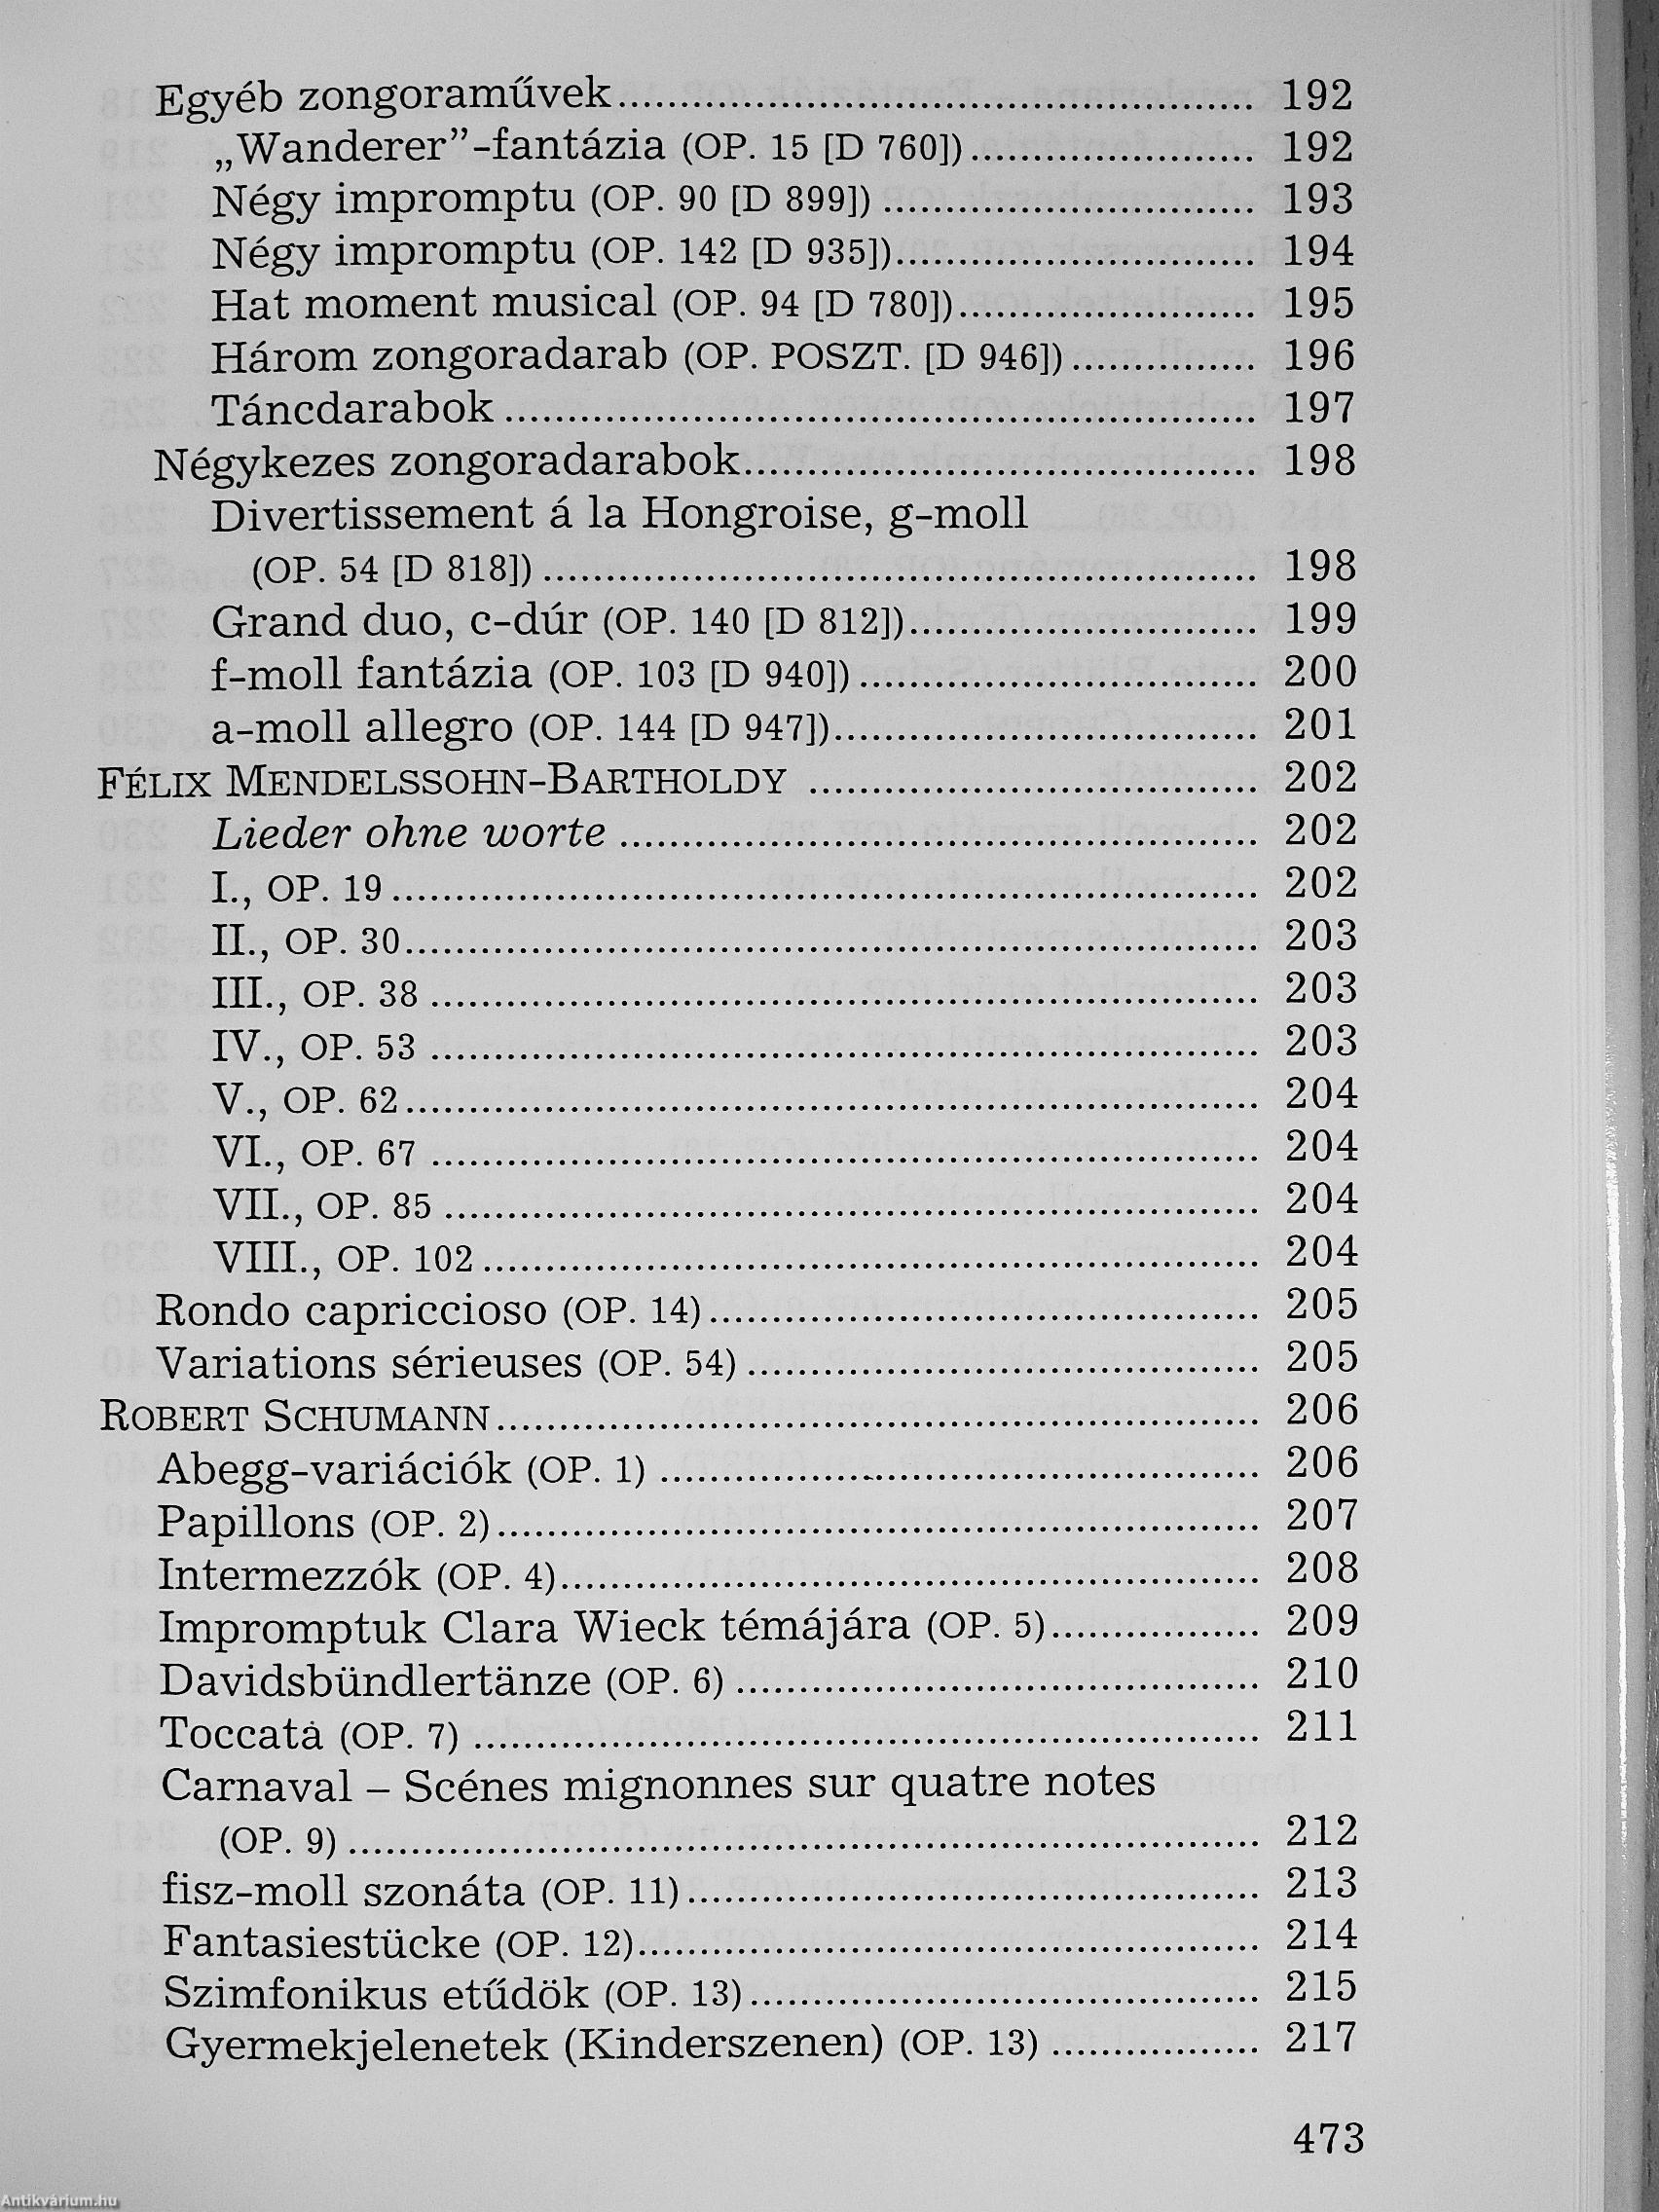 Egyéb zongoraművek.................................................. 192
„Wanderer”-fantázia (OP. 15 [D 760])....................... 192
Négy impromptu (OP. 90 [D 899]) .............................. 193
Négy impromptu (OP. 142 [D 935])............................. 194
Hat moment musical (OP. 94 [D 780])........................ 195
Három zongoradarab (OP. POSZT. [D 946]) ............... 196
Táncdarabok ............................................................ 197
Négykezes zongoradarabok......................................... 198
Divertissement á la Hongroise, g-moll
(OP. 54 [D 818]) ......................................................... 198
Grand duo, c-dúr (OP. 140 [D 812])............................ 199
f-moll fantázia (OP. 103 [D 940]) ................................ 200
a-moll allegro (OP. 144 [D 947]).................................. 201
FÉLIX MENDELSSOHN-BARTHOLDY .................................... 202
Lieder ohne worte ................................................... 202
I., OP. 19 ..................................................................... 202
II., OP. 30.................................................................... 203
III., OP. 38 .................................................................. 203
IV., OP. 53 .................................................................. 203
V., OP. 62.................................................................... 204
VI., OP. 67 .................................................................. 204
VII., OP. 85 ................................................................. 204
VIII., OP. 102 .............................................................. 204
Rondo capriccioso (OP. 14)............................................ 205
Variations sérieuses (OP. 54) ......................................... 205
ROBERT SCHUMANN............................................................. 206
Abegg-variációk (OP. 1) ................................................ 206
Papillons (OP. 2)............................................................. 207
Intermezzók (OP. 4)........................................................ 208
Impromptuk Clara Wieck témájára (OP. 5)................. 209
Davidsbündlertänze (OP. 6) .......................................... 210
Toccata (OP. 7) ............................................................... 211
Carnaval – Scénes mignonnes sur quatre notes
(OP. 9) ......................................................................... 212
fisz-moll szonáta (OP. 11).............................................. 213
Fantasiestücke (OP. 12).................................................. 214
Szimfonikus etűdök (OP. 13)......................................... 215
Gyermekjelenetek (Kinderszenen) (OP. 13) ................. 217
473
Antikvárium.hu